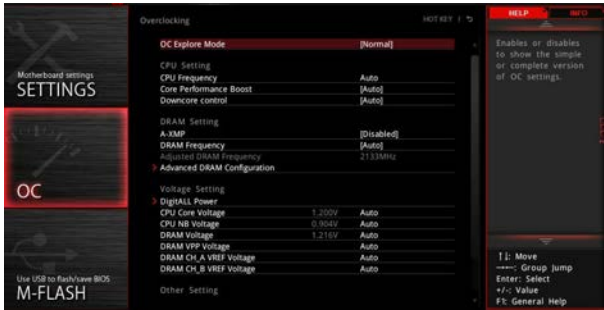 Overclocking
HOT KEY
HELP
INFO
OC Explore Mode [Normal]
CPU Setting
CPU Frequency Auto
Core Performance Boost [Auto]
Downcore control [Auto]
DRAM Setting
A-XMP [Disabled]
DRAM Frequency [Auto]
Adjusted DRAM Frequency 2133MHz
> Advanced DRAM Configuration
Voltage Setting
> DigitALL Power
CPU Core Voltage 1.200V Auto
CPU NB Voltage 0.904V Auto
DRAM Voltage 1.216V Auto
DRAM VPP Voltage Auto
DRAM CH_A VREF Voltage Auto
DRAM CH_B VREF Voltage Auto
Other Setting
Motherboard settings
SETTINGS
OC
Use USB to flash/save BIOS
M-FLASH
Enables or disables
to show the simple
or complete version
of OC settings.
↑↓: Move
→←: Group Jump
Enter: Select
+/-: Value
F1: General Help